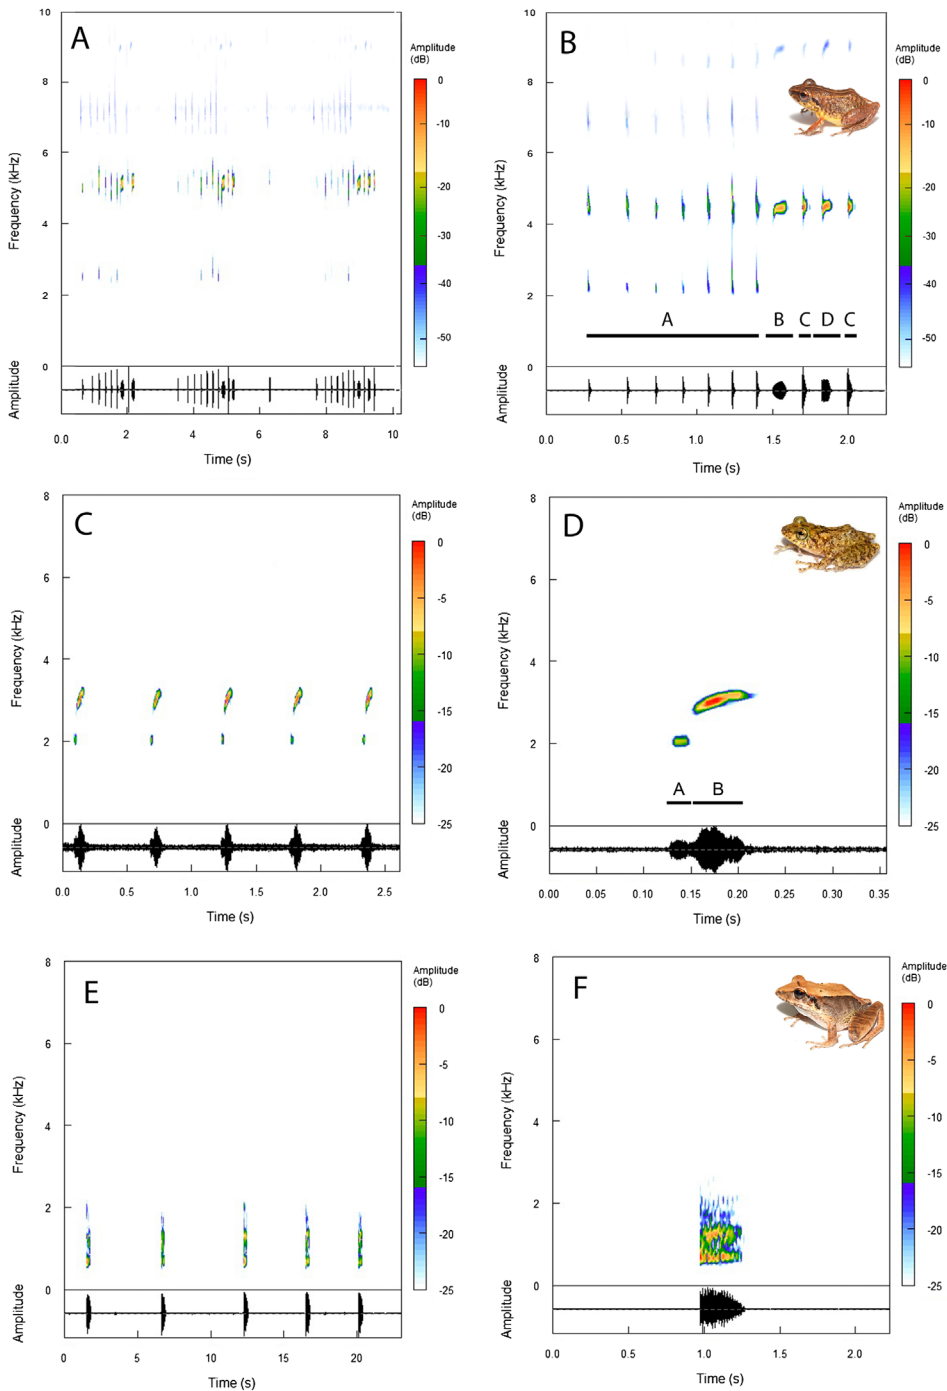 A
Frequency (kHz)
10
8
6
4
2
0
Amplitude
0.0 2 4 6 8 10
Time (s)
Amplitude
(dB)
0
-10
-20
-30
-40
-50
B
Frequency (kHz)
10
8
6
4
2
0
A B C D C
Amplitude
0.0 0.5 1.0 1.5 2.0
Time (s)
Amplitude
(dB)
0
-10
-20
-30
-40
-50
C
Frequency (kHz)
8
6
4
2
0
Amplitude
0.0 0.5 1.0 1.5 2.0 2.5
Time (s)
Amplitude
(dB)
0
-5
-10
-15
-20
-25
D
Frequency (kHz)
8
6
4
2
0
A B
Amplitude
0.00 0.05 0.10 0.15 0.20 0.25 0.30 0.35
Time (s)
Amplitude
(dB)
0
-5
-10
-15
-20
-25
E
Frequency (kHz)
8
6
4
2
0
Amplitude
0 5 10 15 20
Time (s)
Amplitude
(dB)
0
-5
-10
-15
-20
-25
F
Frequency (kHz)
8
6
4
2
0
Amplitude
0.0 0.5 1.0 1.5 2.0
Time (s)
Amplitude
(dB)
0
-5
-10
-15
-20
-25